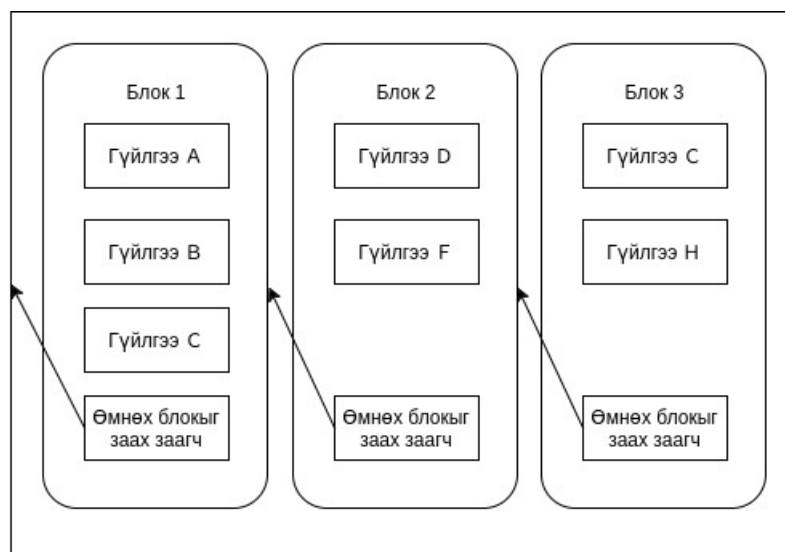 Блок 1
Гүйлгээ A
Гүйлгээ B
Гүйлгээ C
Өмнөх блокыг
заах заагч
Блок 2
Гүйлгээ D
Гүйлгээ F
Өмнөх блокыг
заах заагч
Блок 3
Гүйлгээ C
Гүйлгээ H
Өмнөх блокыг
заах заагч